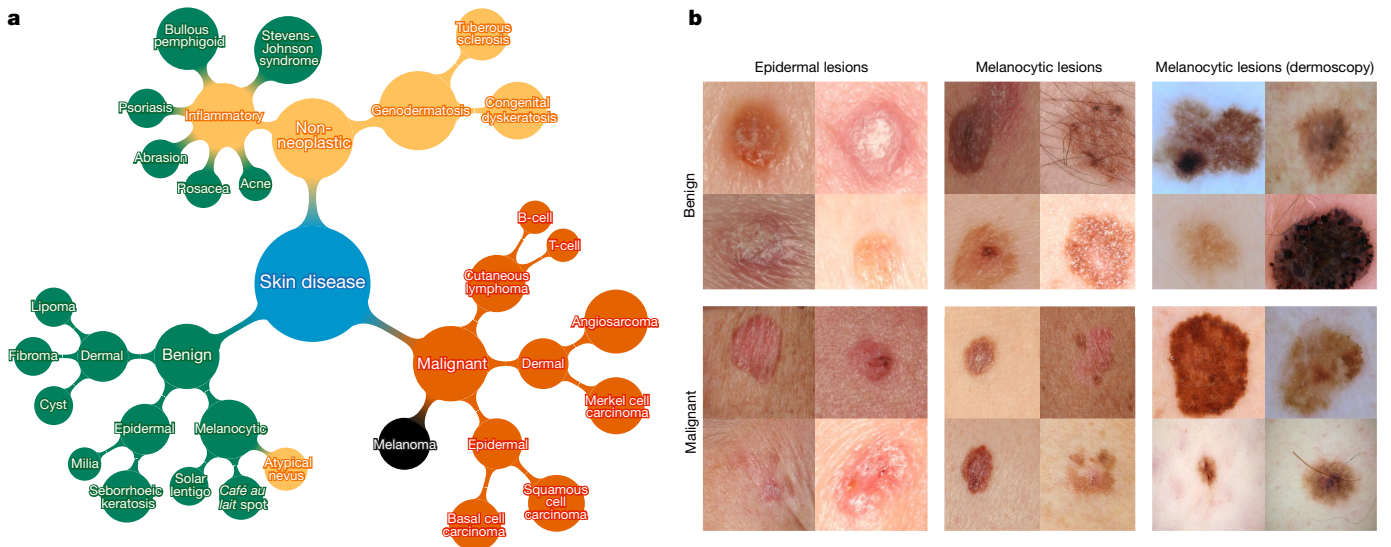 a
Bullous
pemphigoid
Stevens-
Johnson
syndrome
Tuberous
sclerosis
Psoriasis
Inflammatory
Genodermatosis
Congenital
dyskeratosis
Non-
neoplastic
Abrasion
Rosacea
Acne
B-cell
T-cell
Skin disease
Cutaneous
lymphoma
Lipoma
Angiosarcoma
Fibroma
Dermal
Benign
Malignant
Dermal
Cyst
Merkel cell
carcinoma
Epidermal
Melanocytic
Melanoma
Epidermal
Milia
Atypical
nevus
Seborrhoeic
keratosis
Solar
lentigo
Café au
lait spot
Squamous
cell
carcinoma
Basal cell
carcinoma
b
Epidermal lesions
Melanocytic lesions
Melanocytic lesions (dermoscopy)
Benign
Malignant